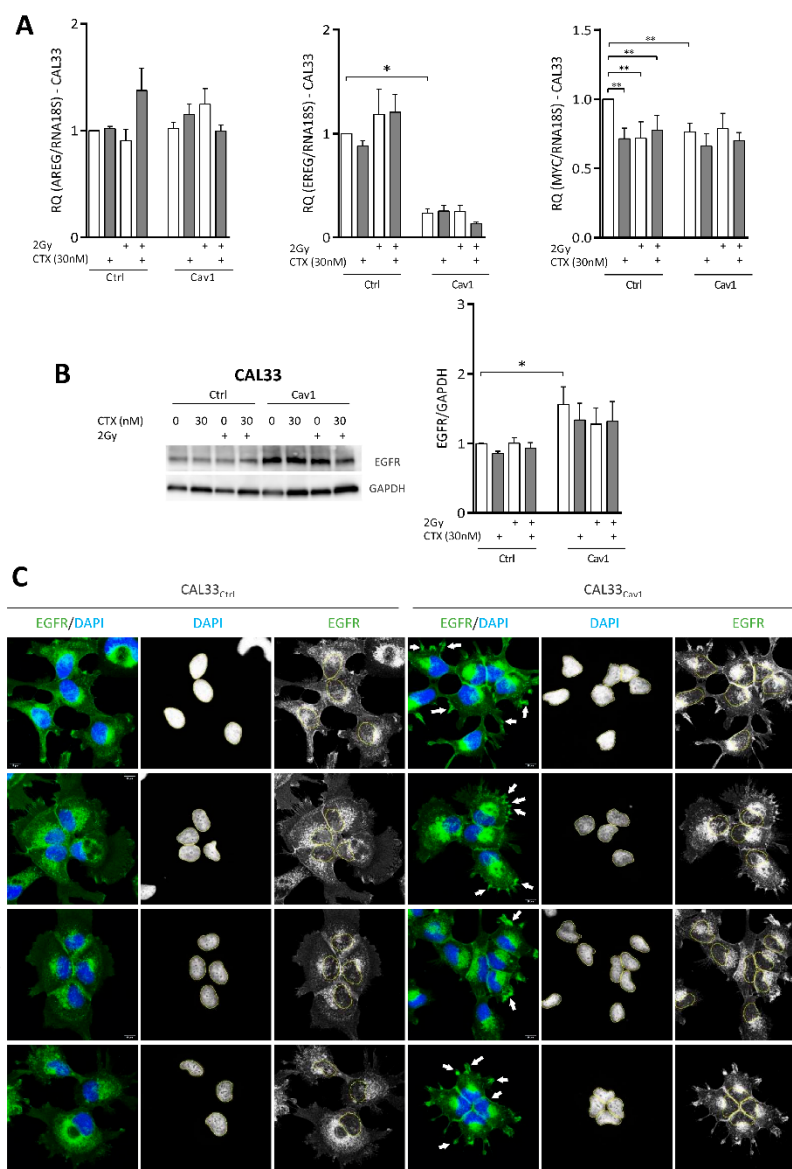 A
RQ (AREG/RNA18S) - CAL33
2
1
0
2Gy + +
CTX (30nM) + + + +
Ctrl Cav1
RQ (EREG/RNA18S) - CAL33
2
1
0
*
2Gy + + + +
CTX (30nM) + + + +
Ctrl Cav1
RQ (MYC/RNA18S) - CAL33
1.5
1.0
0.5
0.0
**
**
**
**
2Gy + + + +
CTX (30nM) + + + +
Ctrl Cav1
B
CAL33
Ctrl Cav1
CTX (nM) 0 30 0 30 0 30 0 30
2Gy + + + +
EGFR
GAPDH
EGFR/GAPDH
3
2
1
0
*
2Gy + + + +
CTX (30nM) + + + +
Ctrl Cav1
C
CAL33Ctrl CAL33Cav1
EGFR/DAPI DAPI EGFR EGFR/DAPI DAPI EGFR